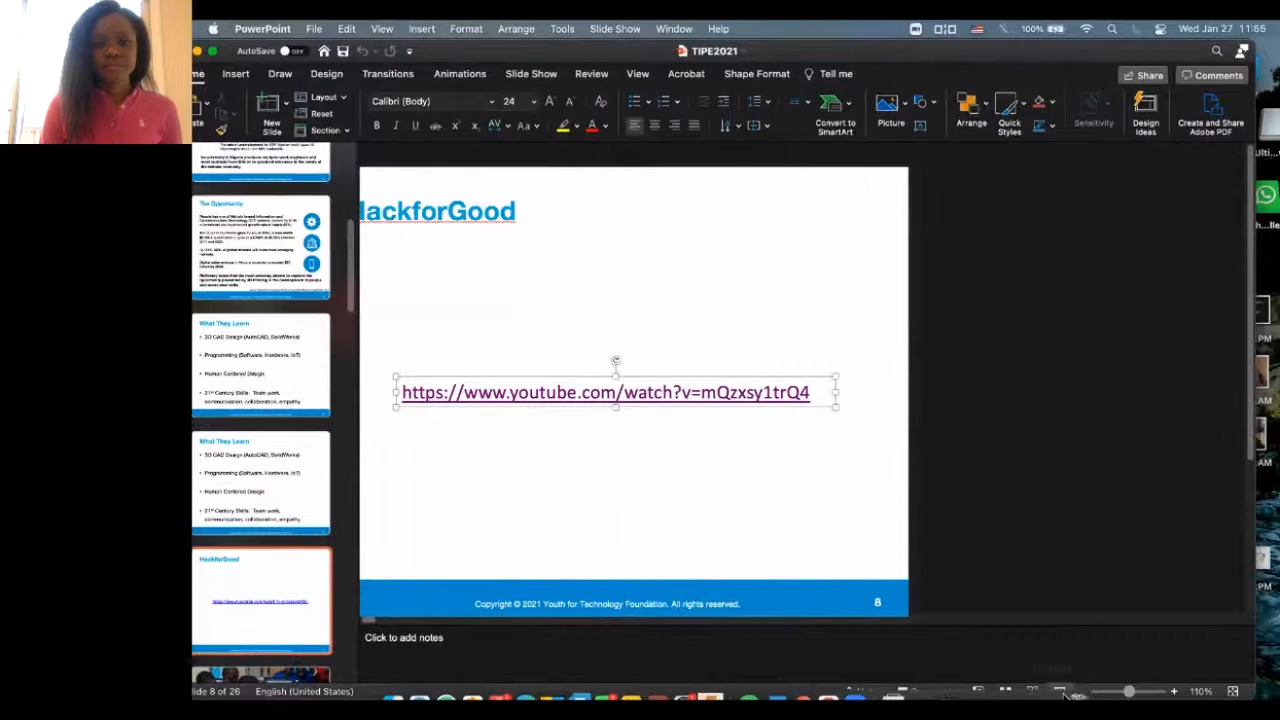 PowerPoint File Edit View Insert Format Arrange Tools Slide Show Window Help 100% Wed Jan 27 11:55
AutoSave OFF TIPE2021
Insert Draw Design Transitions Animations Slide Show Review View Acrobat Shape Format Tell me Share Comments
New Slide Layout Reset Section Calibri (Body) 24 Convert to SmartArt Picture Arrange Quick Styles Sensitivity Design Ideas Create and Share Adobe PDF
The Opportunity
What They Learn
• 3D CAD Design (AutoCAD, SolidWorks)
• Programming (Software, Hardware, IoT)
• Human Centered Design
• 21st Century Skills: Team work,
communication, collaboration, empathy
What They Learn
• 3D CAD Design (AutoCAD, SolidWorks)
• Programming (Software, Hardware, IoT)
• Human Centered Design
• 21st Century Skills: Team work,
communication, collaboration, empathy
HackforGood
HackforGood
https://www.youtube.com/watch?v=mQzxsy1trQ4
Copyright © 2021 Youth for Technology Foundation. All rights reserved. 8
Click to add notes
lide 8 of 26 English (United States) 110%